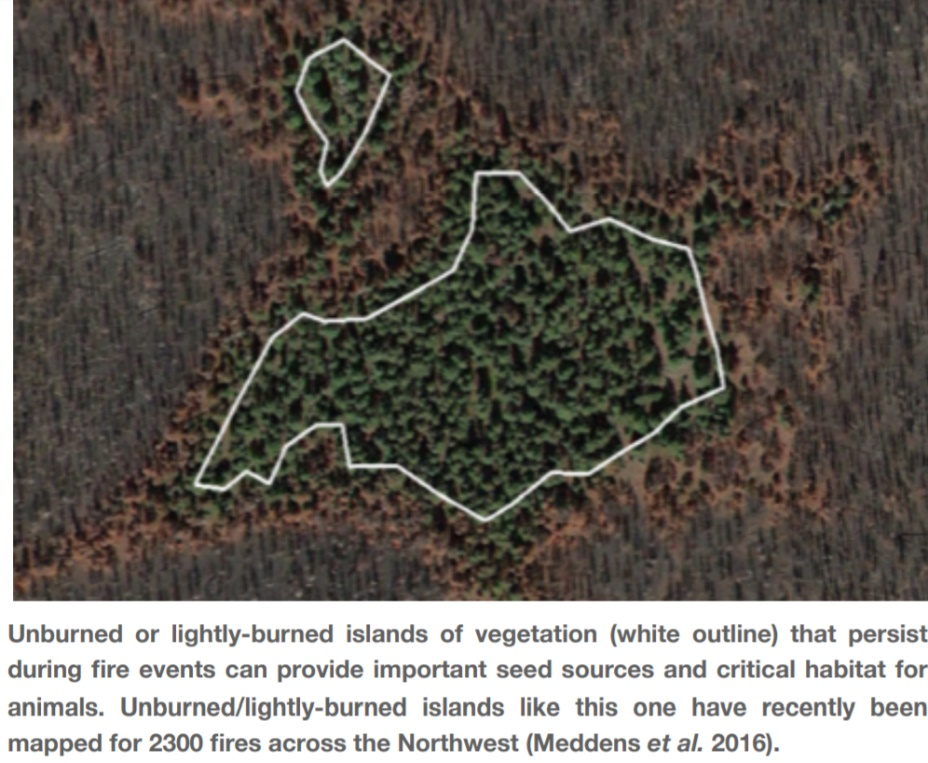 Unburned or lightly-burned islands of vegetation (white outline) that persist
during fire events can provide important seed sources and critical habitat for
animals. Unburned/lightly-burned islands like this one have recently been
mapped for 2300 fires across the Northwest (Meddens et al. 2016).